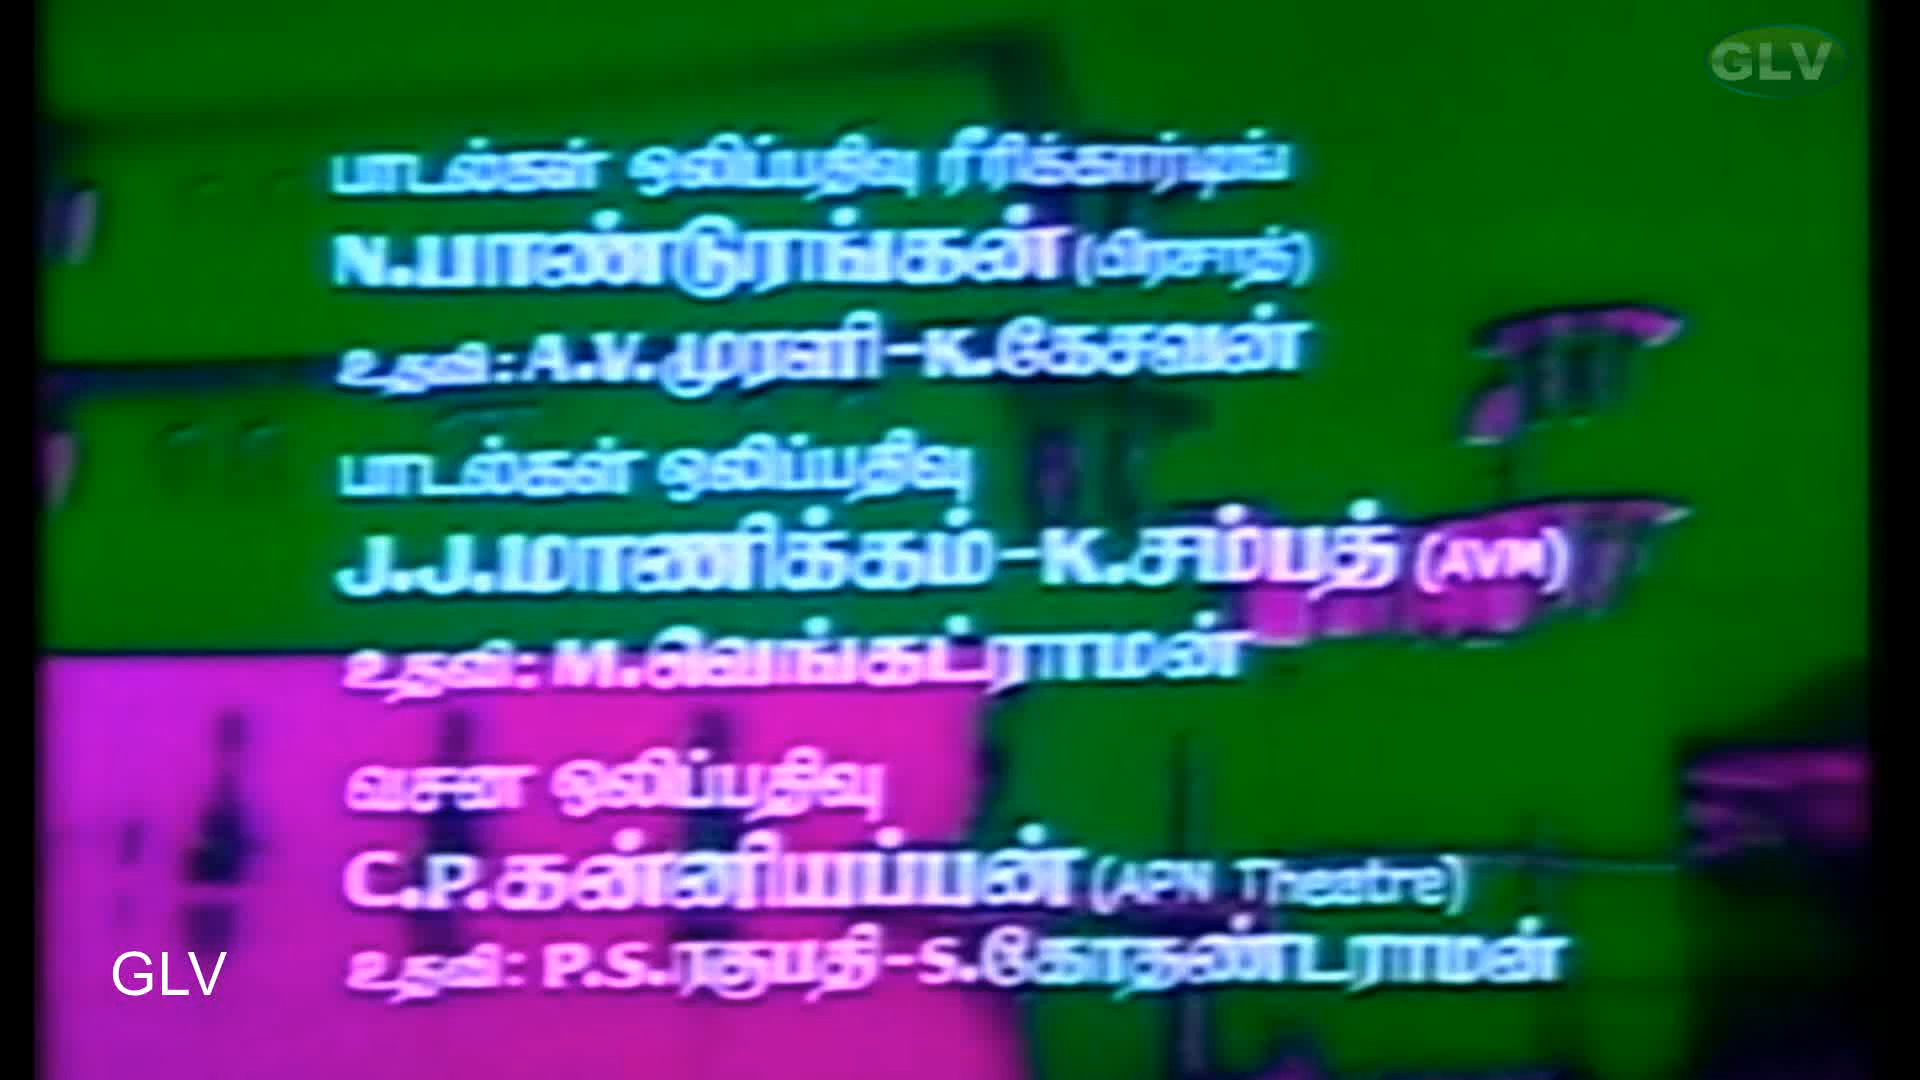 GLV
பாடல்கள் ஒலிப்பதிவு ரீரிக்கார்டிங்
N.பாண்டுரங்கன் (பிரசாத்)
உதவி: A.V.முரளி-K.கேசவன்
பாடல்கள் ஒலிப்பதிவு
J.J.மாணிக்கம்-K.சம்பத் (AVM)
உதவி: M.வெங்கட்ராமன்
வசன ஒலிப்பதிவு
C.P.கன்னியப்பன் (APN Theatre)
உதவி: P.S.ரகுபதி-S.கோதண்டராமன்
GLV